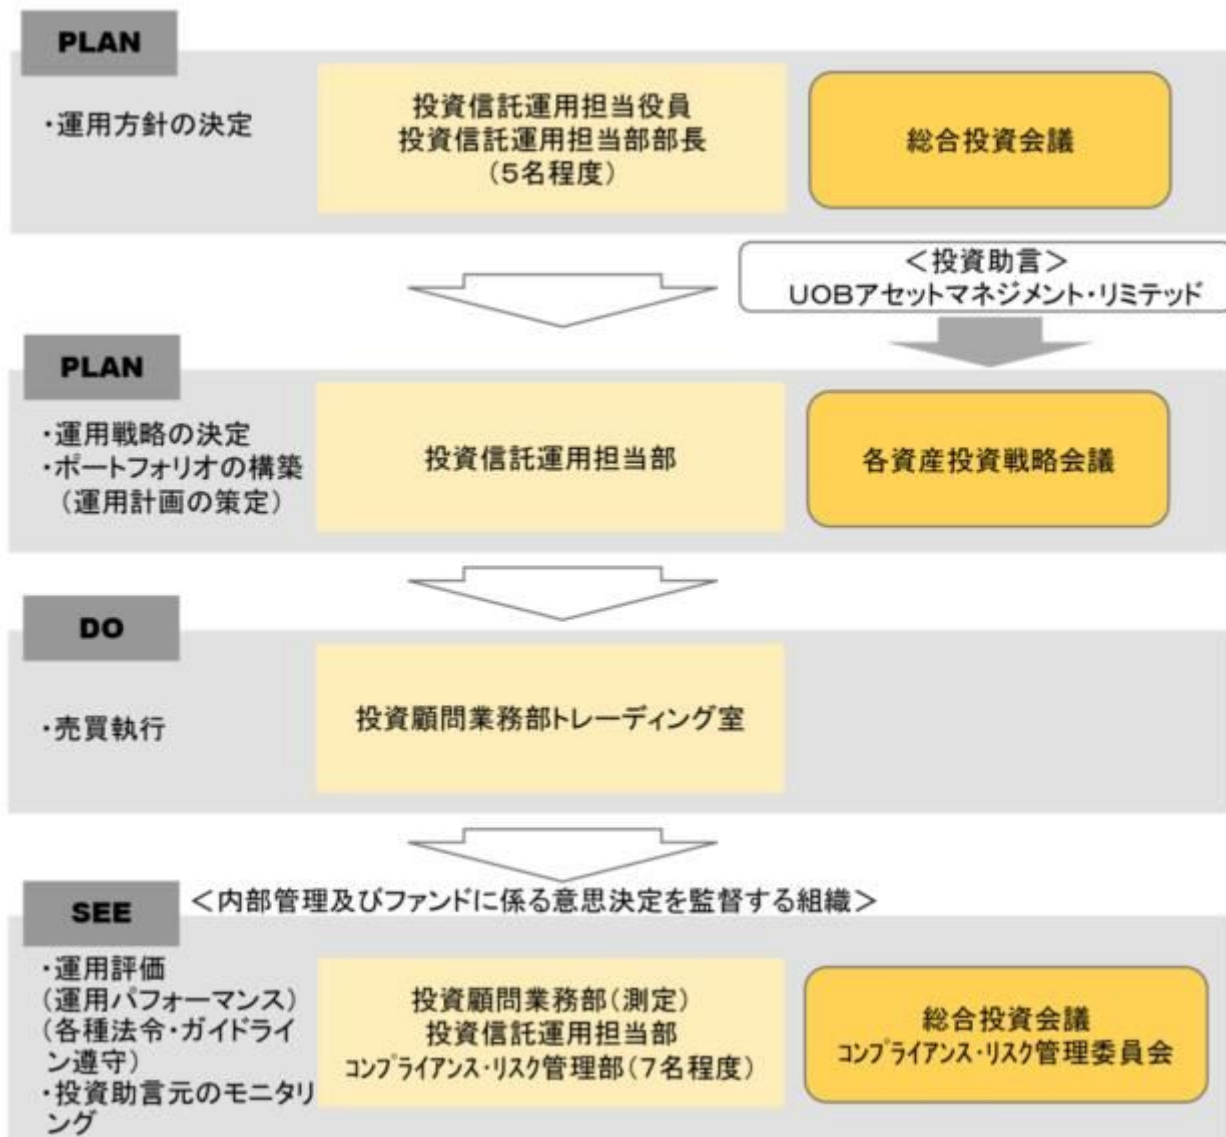 PLAN
・運用方針の決定
投資信託運用担当役員
投資信託運用担当部部長
(5名程度)
総合投資会議
＜投資助言＞
UOBアセットマネジメント・リミテッド
PLAN
・運用戦略の決定
・ポートフォリオの構築
(運用計画の策定)
投資信託運用担当部
各資産投資戦略会議
DO
・売買執行
投資顧問業務部トレーディング室
SEE
＜内部管理及びファンドに係る意思決定を監督する組織＞
・運用評価
(運用パフォーマンス)
(各種法令・ガイドライ
ン遵守)
・投資助言元のモニタリ
ング
投資顧問業務部(測定)
投資信託運用担当部
コンプライアンス・リスク管理部(7名程度)
総合投資会議
コンプライアンス・リスク管理委員会